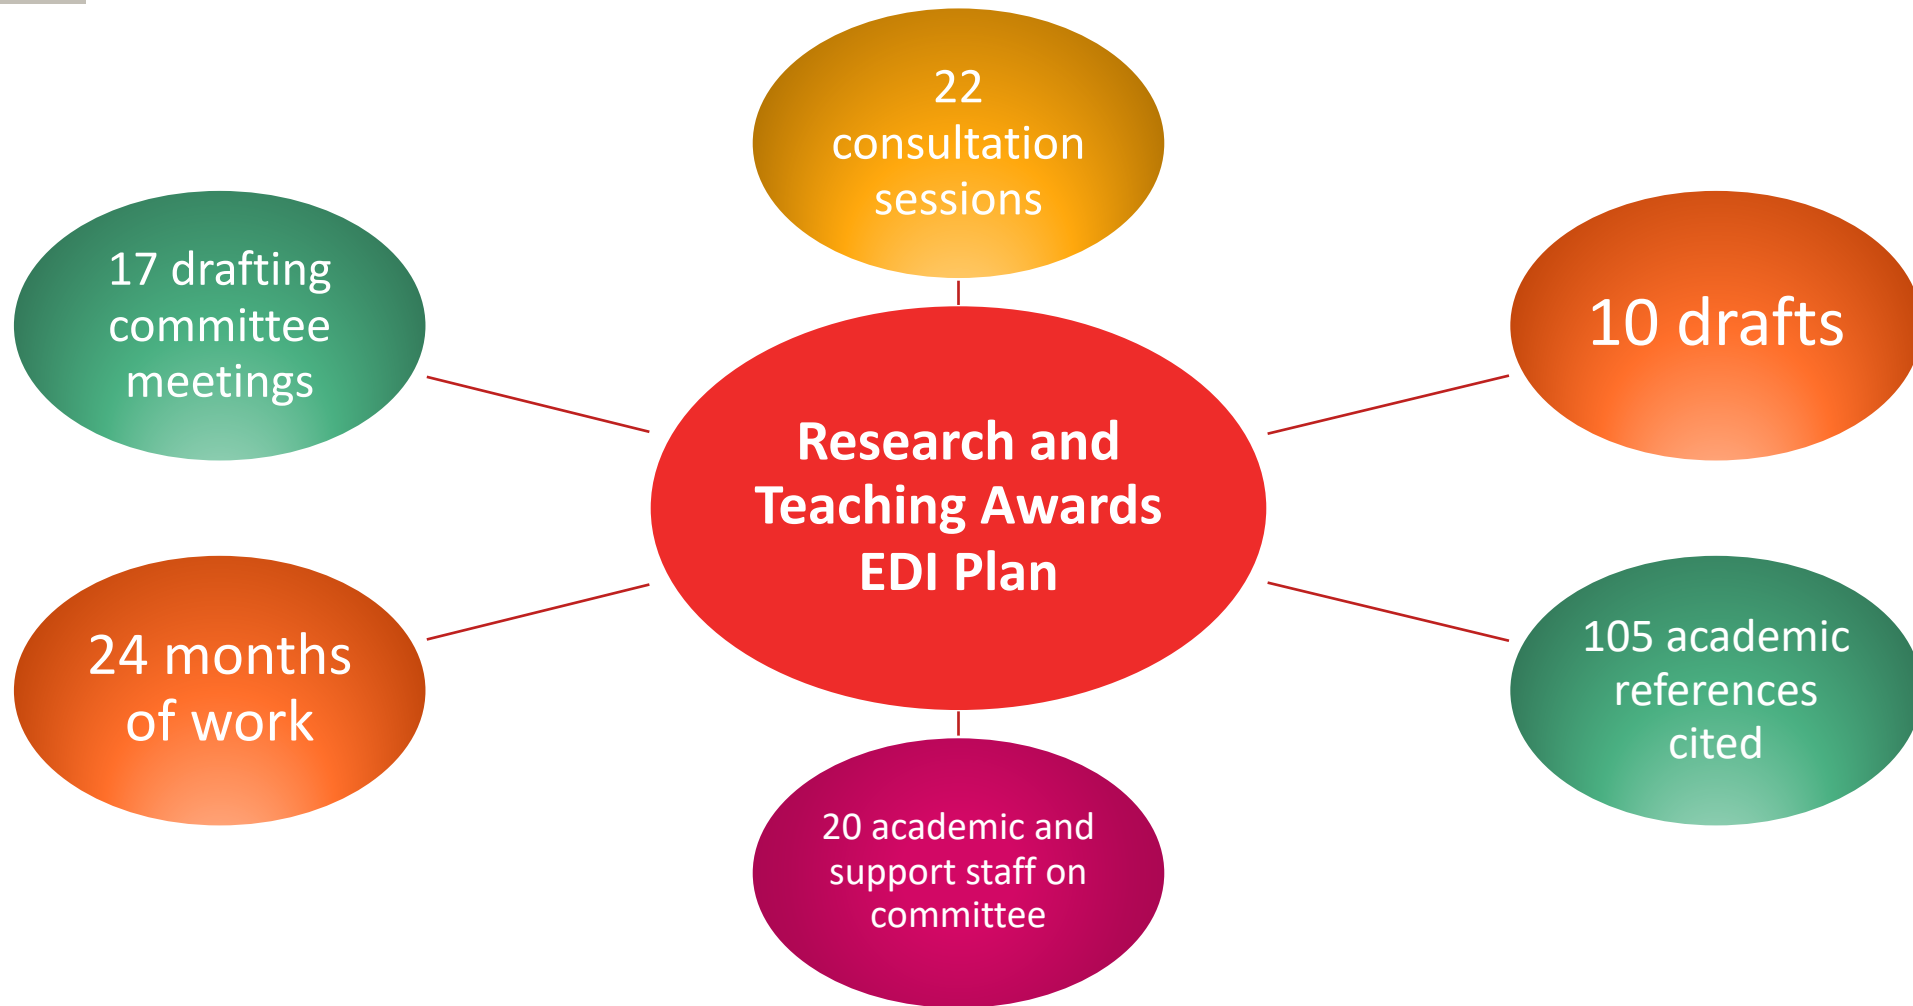 22
consultation
sessions
17 drafting
committee
meetings
10 drafts
Research and
Teaching Awards
EDI Plan
24 months
of work
105 academic
references
cited
20 academic and
support staff on
committee